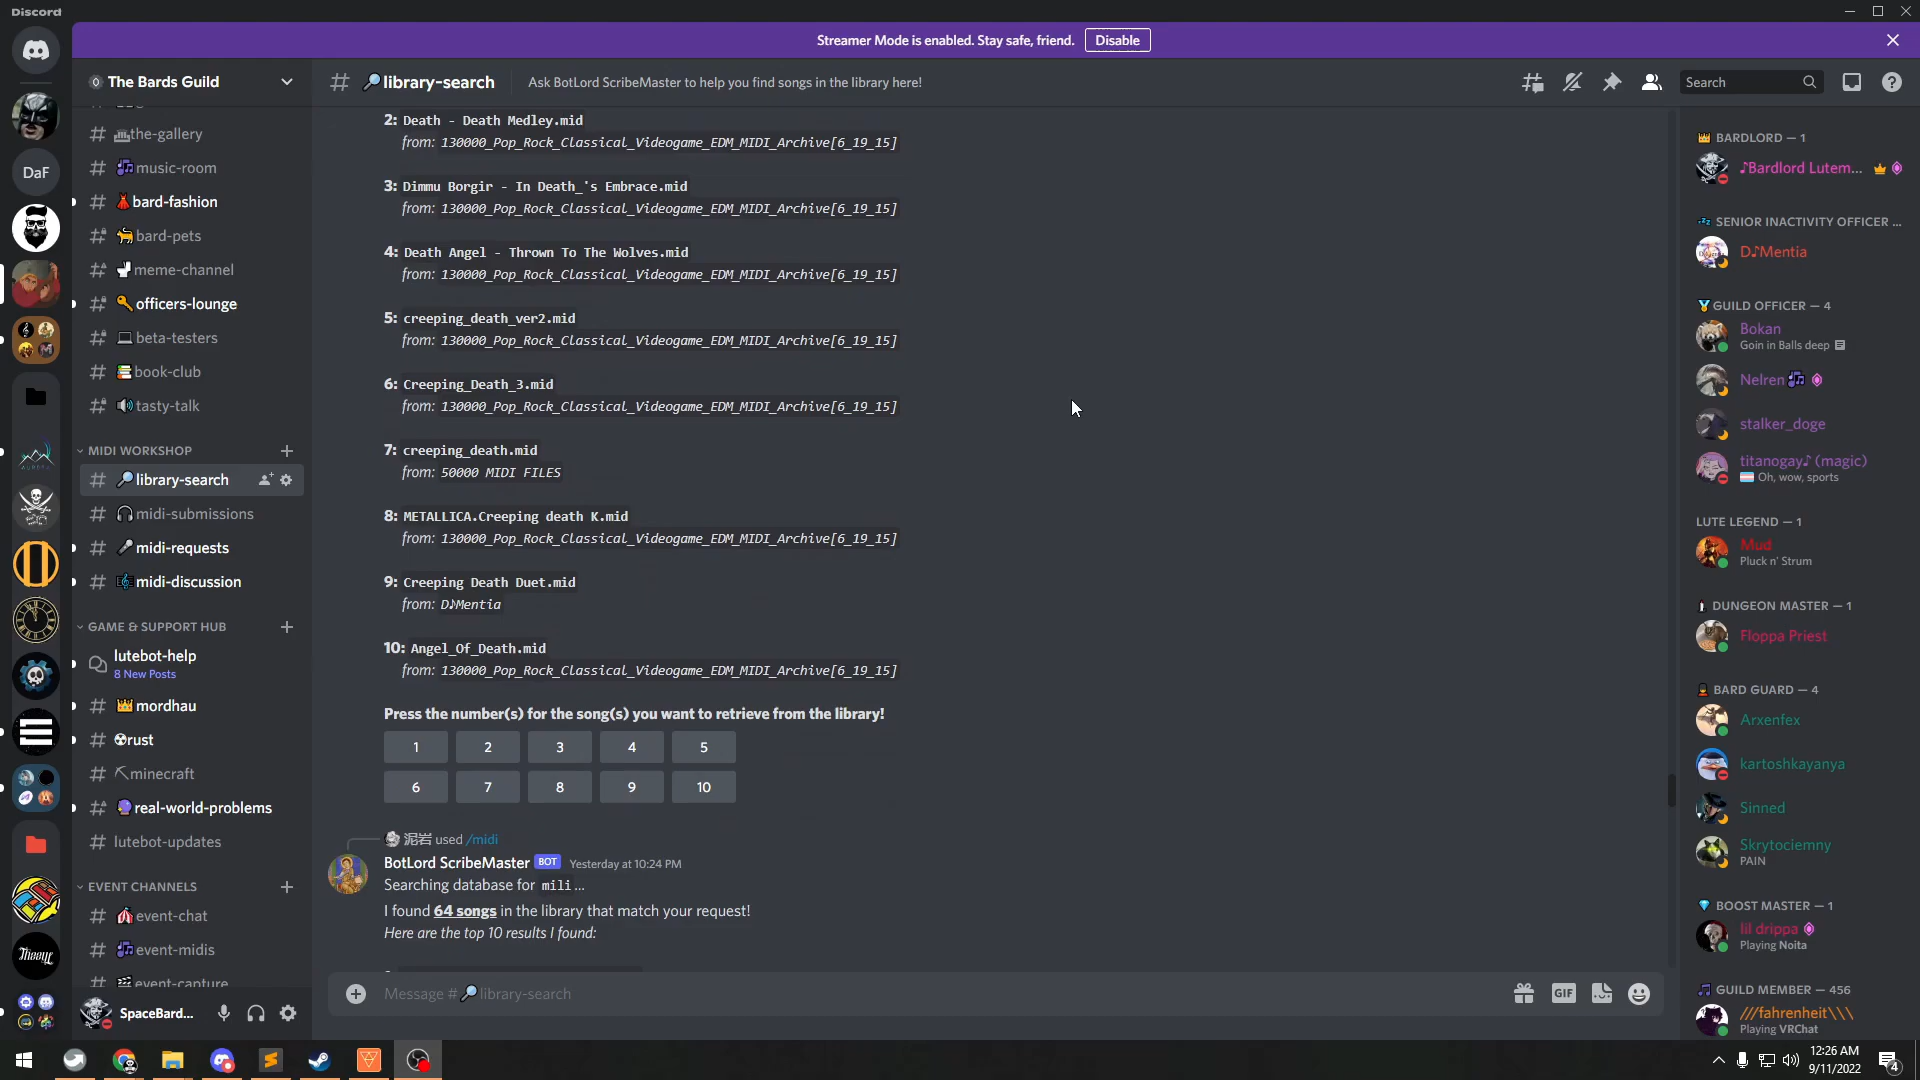 Discord
Streamer Mode is enabled. Stay safe, friend.
Disable
The Bards Guild
the-gallery
music-room
bard-fashion
bard-pets
meme-channel
officers-lounge
beta-testers
book-club
tasty-talk
MIDI WORKSHOP
library-search
midi-submissions
midi-requests
midi-discussion
GAME & SUPPORT HUB
lutebot-help
8 New Posts
mordhau
rust
minecraft
real-world-problems
lutebot-updates
EVENT CHANNELS
event-chat
event-midis
event-capture
SpaceBard...
DaF
library-search
Ask BotLord ScribeMaster to help you find songs in the library here!
Search
2: Death - Death Medley.mid
from: 130000_Pop_Rock_Classical_Videogame_EDM_MIDI_Archive[6_19_15]
3: Dimmu Borgir - In Death_'s Embrace.mid
from: 130000_Pop_Rock_Classical_Videogame_EDM_MIDI_Archive[6_19_15]
4: Death Angel - Thrown To The Wolves.mid
from: 130000_Pop_Rock_Classical_Videogame_EDM_MIDI_Archive[6_19_15]
5: creeping_death_ver2.mid
from: 130000_Pop_Rock_Classical_Videogame_EDM_MIDI_Archive[6_19_15]
6: Creeping_Death_3.mid
from: 130000_Pop_Rock_Classical_Videogame_EDM_MIDI_Archive[6_19_15]
7: creeping_death.mid
from: 50000 MIDI FILES
8: METALLICA.Creeping death K.mid
from: 130000_Pop_Rock_Classical_Videogame_EDM_MIDI_Archive[6_19_15]
9: Creeping Death Duet.mid
from: D♪Mentia
10: Angel_Of_Death.mid
from: 130000_Pop_Rock_Classical_Videogame_EDM_MIDI_Archive[6_19_15]
Press the number(s) for the song(s) you want to retrieve from the library!
1 2 3 4 5
6 7 8 9 10
泥岩 used /midi
BotLord ScribeMaster BOT Yesterday at 10:24 PM
Searching database for mili ...
I found 64 songs in the library that match your request!
Here are the top 10 results I found:
Message #library-search
GIF
BARDLORD — 1
♪Bardlord Lutem...
SENIOR INACTIVITY OFFICER ...
D♪Mentia
GUILD OFFICER — 4
Bokan
Goin in Balls deep
Nelren
stalker_doge
titanogay♪ (magic)
Oh, wow, sports
LUTE LEGEND — 1
Mud
Pluck n' Strum
DUNGEON MASTER — 1
Floppa Priest
BARD GUARD — 4
Arxenfex
kartoshkayanya
Sinned
Skrytociemny
PAIN
BOOST MASTER — 1
lil drippa
Playing Noita
GUILD MEMBER — 456
///fahrenheit\\\
Playing VRChat
12:26 AM
9/11/2022
4